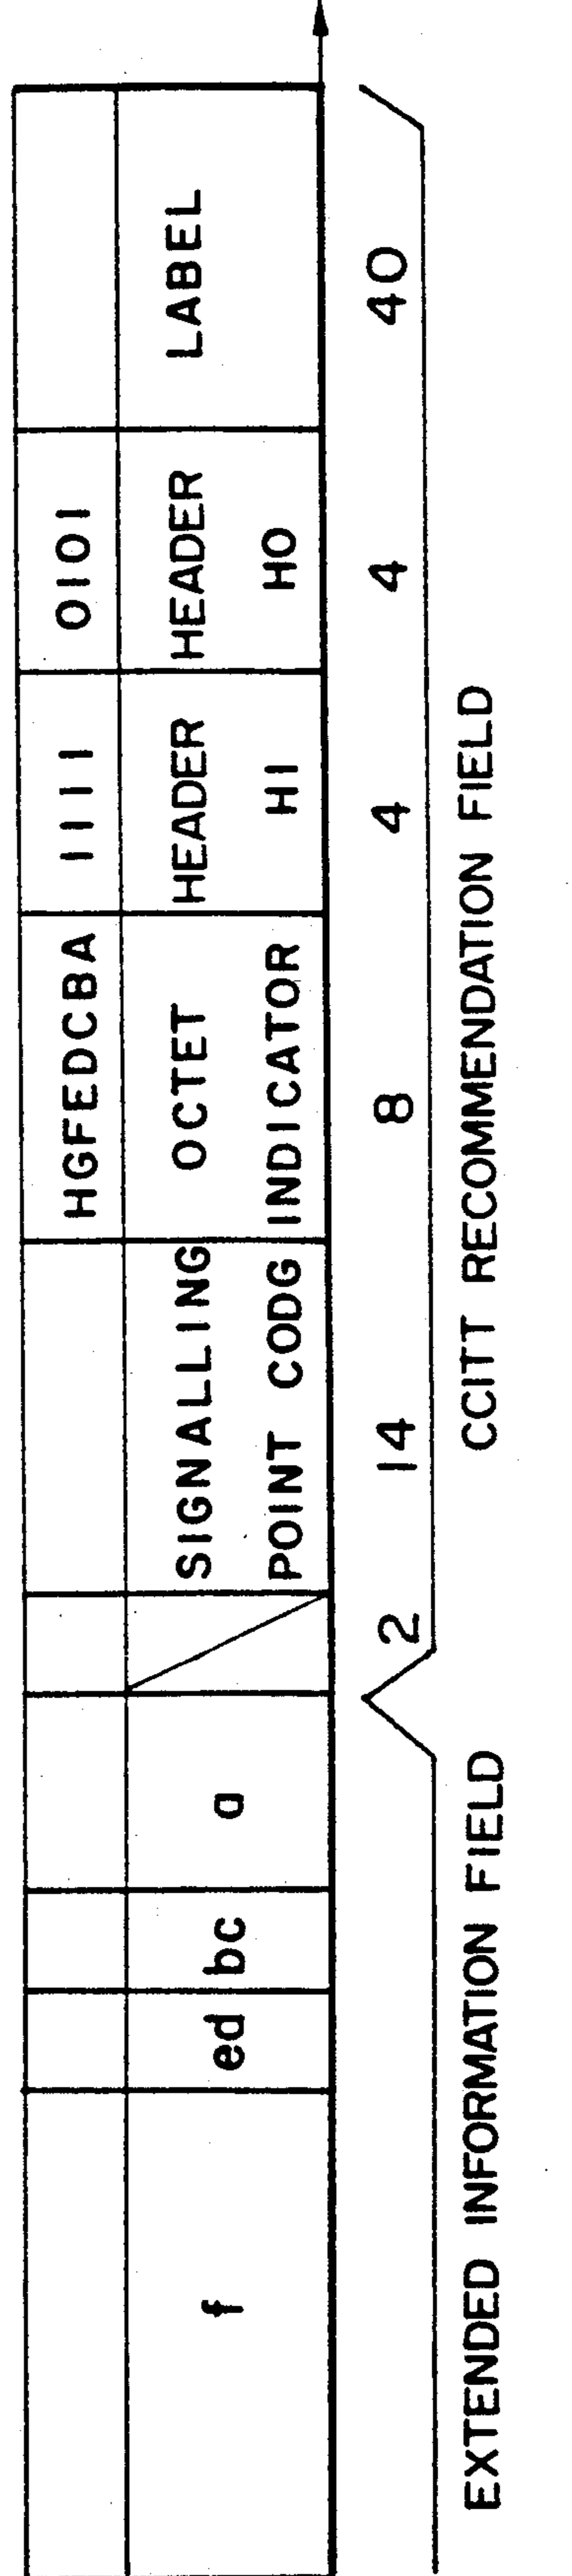 HGFEDCBA 1111 0101
f ed bc a SIGNALLING POINT CODG OCTET INDICATOR HEADER H1 HEADER H0 LABEL
2 14 8 4 4 40
EXTENDED INFORMATION FIELD CCITT RECOMMENDATION FIELD